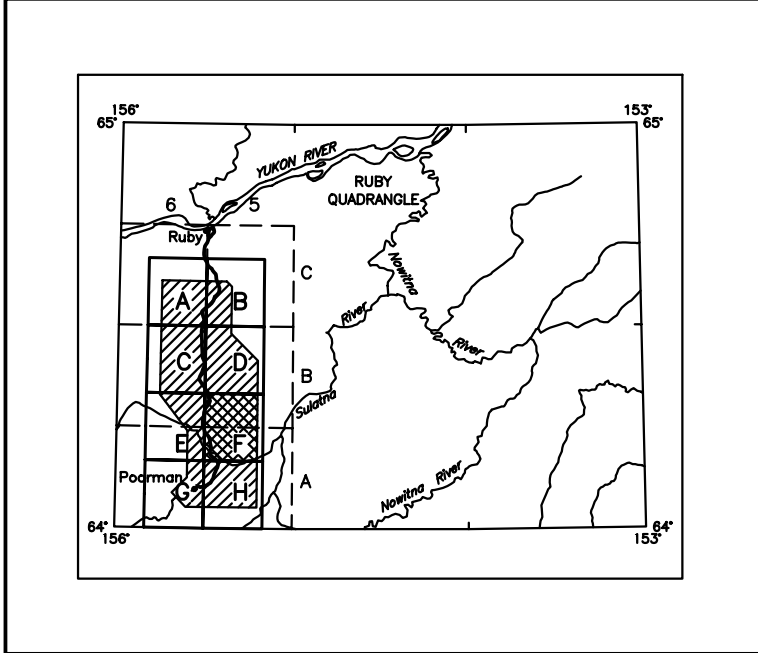 156°
153°
65°
65°
YUKON RIVER
RUBY
QUADRANGLE
6
5
Ruby
Nowitna
C
A
B
River
River
C
D
B
Sulatna
E
F
Poorman
A
Nowitna River
G
H
64°
64°
156°
153°